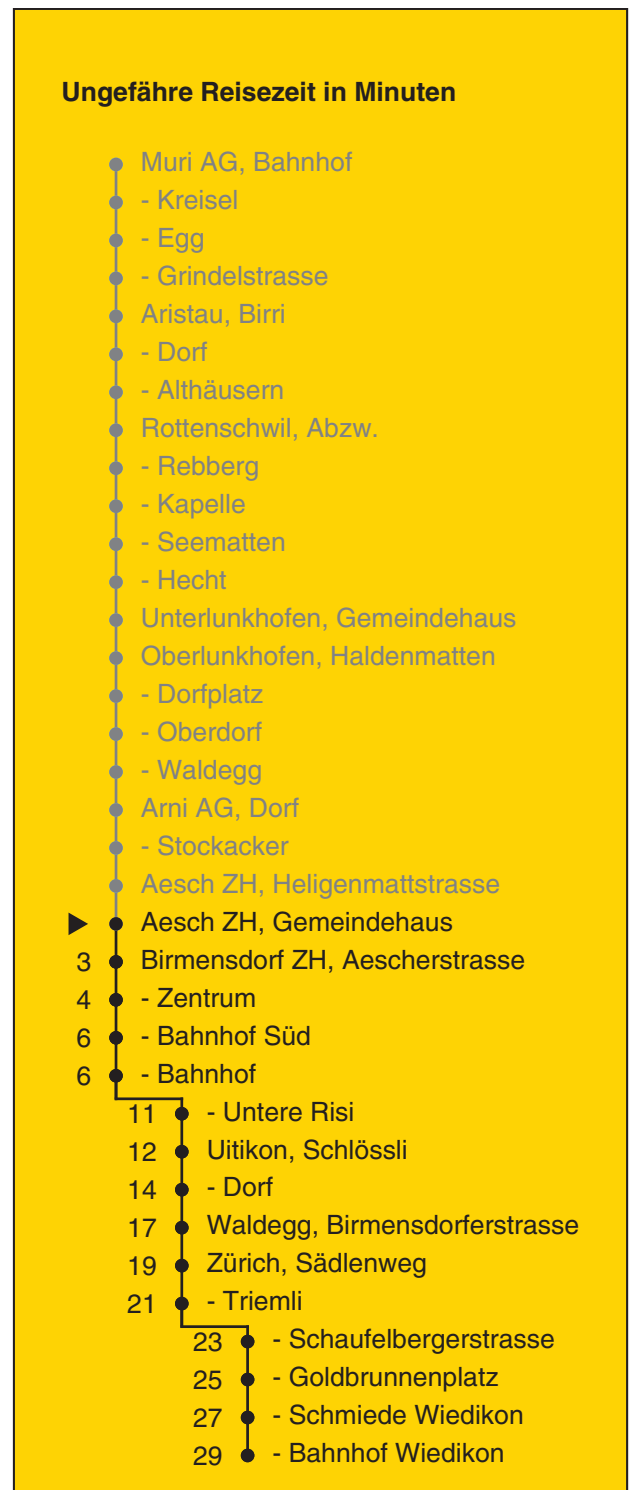 Ungefähre Reisezeit in Minuten
Muri AG, Bahnhof
- Kreisel
- Egg
- Grindelstrasse
Aristau, Birri
- Dorf
- Althäusern
Rottenschwil, Abzw.
- Rebberg
- Kapelle
- Seematten
- Hecht
Unterlunkhofen, Gemeindehaus
Oberlunkhofen, Haldenmatten
- Dorfplatz
- Oberdorf
- Waldegg
Arni AG, Dorf
- Stockacker
Aesch ZH, Heligenmattstrasse
Aesch ZH, Gemeindehaus
3 Birmensdorf ZH, Aescherstrasse
4 - Zentrum
6 - Bahnhof Süd
6 - Bahnhof
11 - Untere Risi
12 Uitikon, Schlössli
14 - Dorf
17 Waldegg, Birmensdorferstrasse
19 Zürich, Sädlenweg
21 - Triemli
23 - Schaufelbergerstrasse
25 - Goldbrunnenplatz
27 - Schmiede Wiedikon
29 - Bahnhof Wiedikon